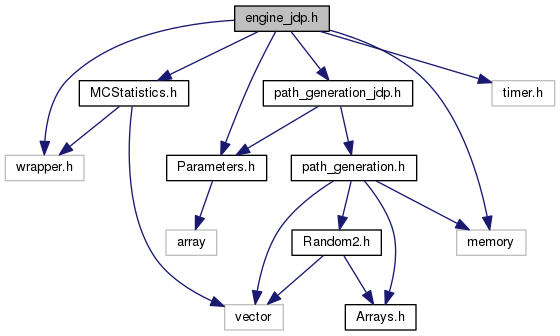 engine_jdp.h
MCStatistics.h
path_generation_jdp.h
timer.h
wrapper.h
Parameters.h
path_generation.h
array
Random2.h
memory
vector
Arrays.h